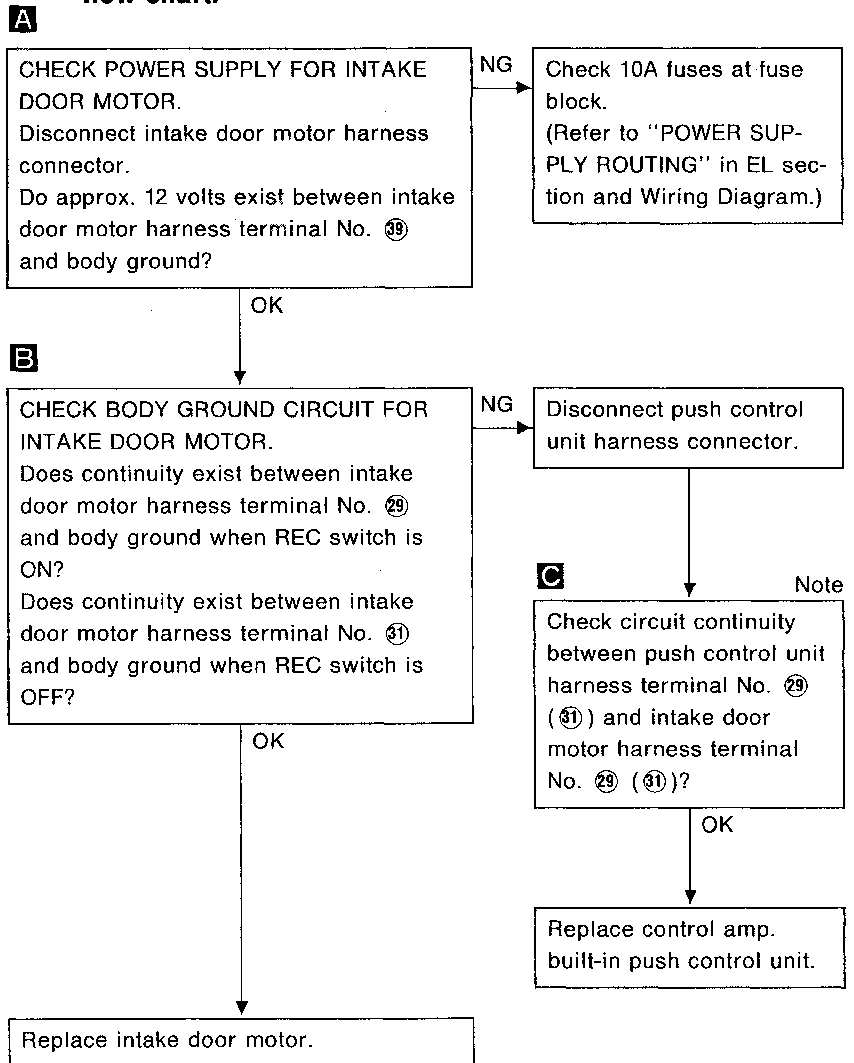 flow chart.
A
CHECK POWER SUPPLY FOR INTAKE
DOOR MOTOR.
Disconnect intake door motor harness
connector.
Do approx. 12 volts exist between intake
door motor harness terminal No. ㊴
and body ground?
NG
Check 10A fuses at fuse
block.
(Refer to "POWER SUP-
PLY ROUTING" in EL sec-
tion and Wiring Diagram.)
OK
B
CHECK BODY GROUND CIRCUIT FOR
INTAKE DOOR MOTOR.
Does continuity exist between intake
door motor harness terminal No. ㉙
and body ground when REC switch is
ON?
Does continuity exist between intake
door motor harness terminal No. ㉛
and body ground when REC switch is
OFF?
NG
Disconnect push control
unit harness connector.
C
Note
Check circuit continuity
between push control unit
harness terminal No. ㉙
(㉛) and intake door
motor harness terminal
No. ㉙ (㉛)?
OK
OK
Replace control amp.
built-in push control unit.
Replace intake door motor.